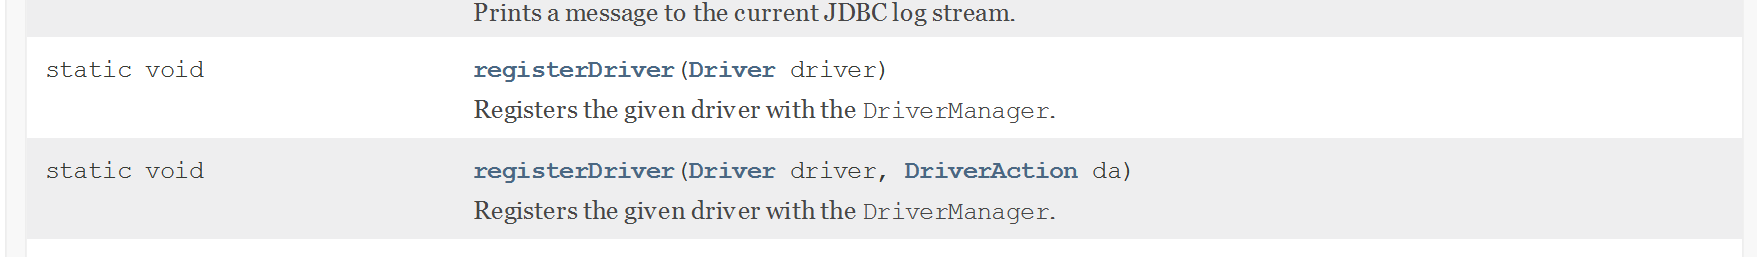 Prints a message to the current JDBC log stream.
static void registerDriver(Driver driver)
Registers the given driver with the DriverManager.
static void registerDriver(Driver driver, DriverAction da)
Registers the given driver with the DriverManager.